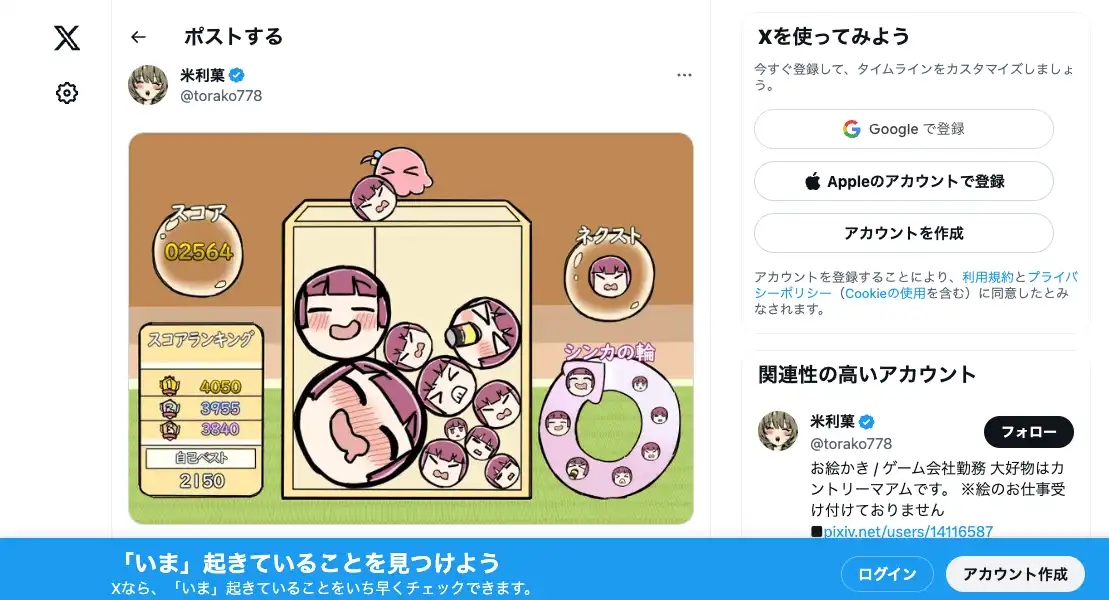 ポストする
米利菓
@torako778
スコア
02564
ネクスト
スコアランキング
4050
3955
3840
自己ベスト
2150
シンカの輪
Xを使ってみよう
今すぐ登録して、タイムラインをカスタマイズしましょ
う。
Google で登録
Appleのアカウントで登録
アカウントを作成
アカウントを登録することにより、利用規約とプライバ
シーポリシー（Cookieの使用を含む）に同意したとみ
なされます。
関連性の高いアカウント
米利菓
@torako778
フォロー
お絵かき / ゲーム会社勤務 大好物はカ
ントリーマアムです。 ※絵のお仕事受
け付けておりません
■pixiv.net/users/14116587
「いま」起きていることを見つけよう
Xなら、「いま」起きていることをいち早くチェックできます。
ログイン
アカウント作成